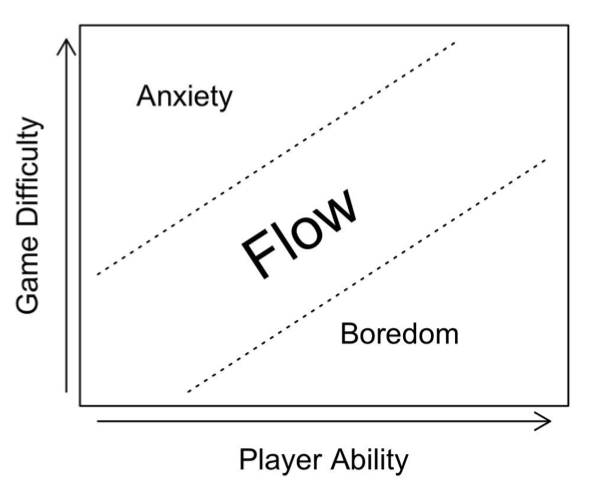 Anxiety
Game Difficulty
Flow
Boredom
Player Ability